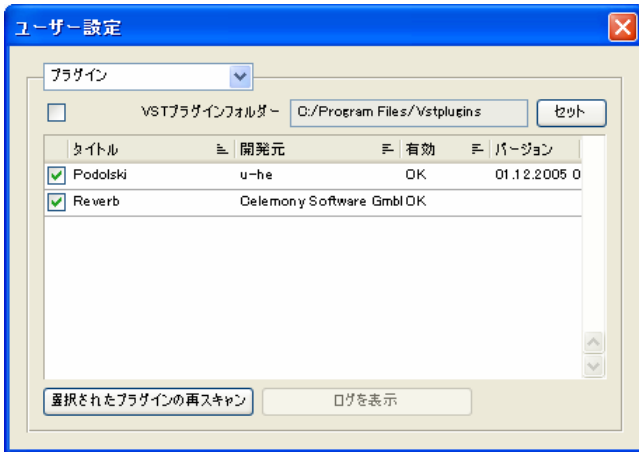 ユーザー設定
プラグイン
VSTプラグインフォルダー C:/Program Files/Vstplugins セット
タイトル 開発元 有効 バージョン
Podolski u-he OK 01.12.2005 0
Reverb Celemony Software Gmbl OK
選択されたプラグインの再スキャン ログを表示